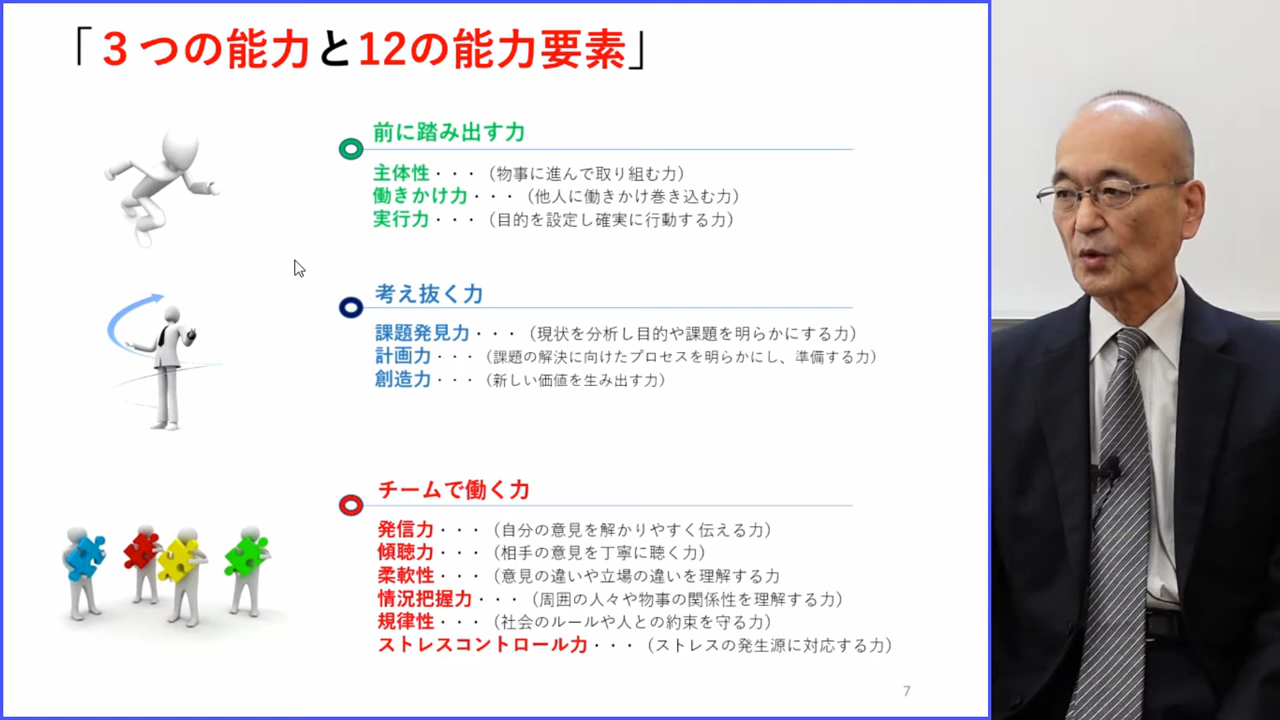 「３つの能力と12の能力要素」
前に踏み出す力
主体性・・・（物事に進んで取り組む力）
働きかけ力・・・（他人に働きかけ巻き込む力）
実行力・・・（目的を設定し確実に行動する力）
考え抜く力
課題発見力・・・（現状を分析し目的や課題を明らかにする力）
計画力・・・（課題の解決に向けたプロセスを明らかにし、準備する力）
創造力・・・（新しい価値を生み出す力）
チームで働く力
発信力・・・（自分の意見を解かりやすく伝える力）
傾聴力・・・（相手の意見を丁寧に聴く力）
柔軟性・・・（意見の違いや立場の違いを理解する力
情況把握力・・・（周囲の人々や物事の関係性を理解する力）
規律性・・・（社会のルールや人との約束を守る力）
ストレスコントロール力・・・（ストレスの発生源に対応する力）
7